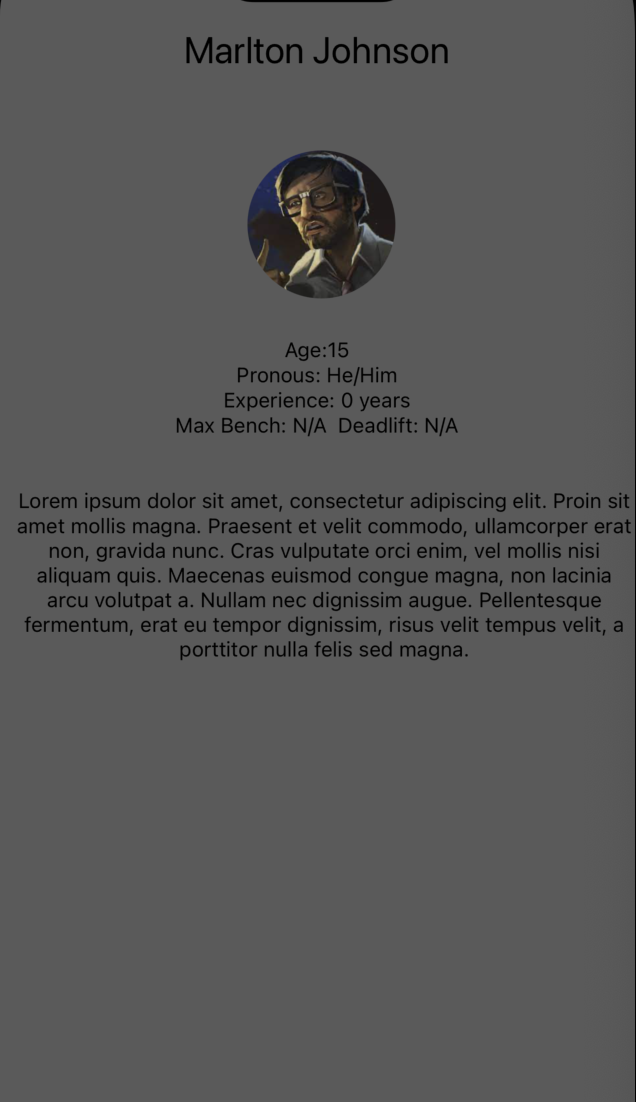 Marlton Johnson
Age:15
Pronous: He/Him
Experience: 0 years
Max Bench: N/A  Deadlift: N/A
Lorem ipsum dolor sit amet, consectetur adipiscing elit. Proin sit
amet mollis magna. Praesent et velit commodo, ullamcorper erat
non, gravida nunc. Cras vulputate orci enim, vel mollis nisi
aliquam quis. Maecenas euismod congue magna, non lacinia
arcu volutpat a. Nullam nec dignissim augue. Pellentesque
fermentum, erat eu tempor dignissim, risus velit tempus velit, a
porttitor nulla felis sed magna.